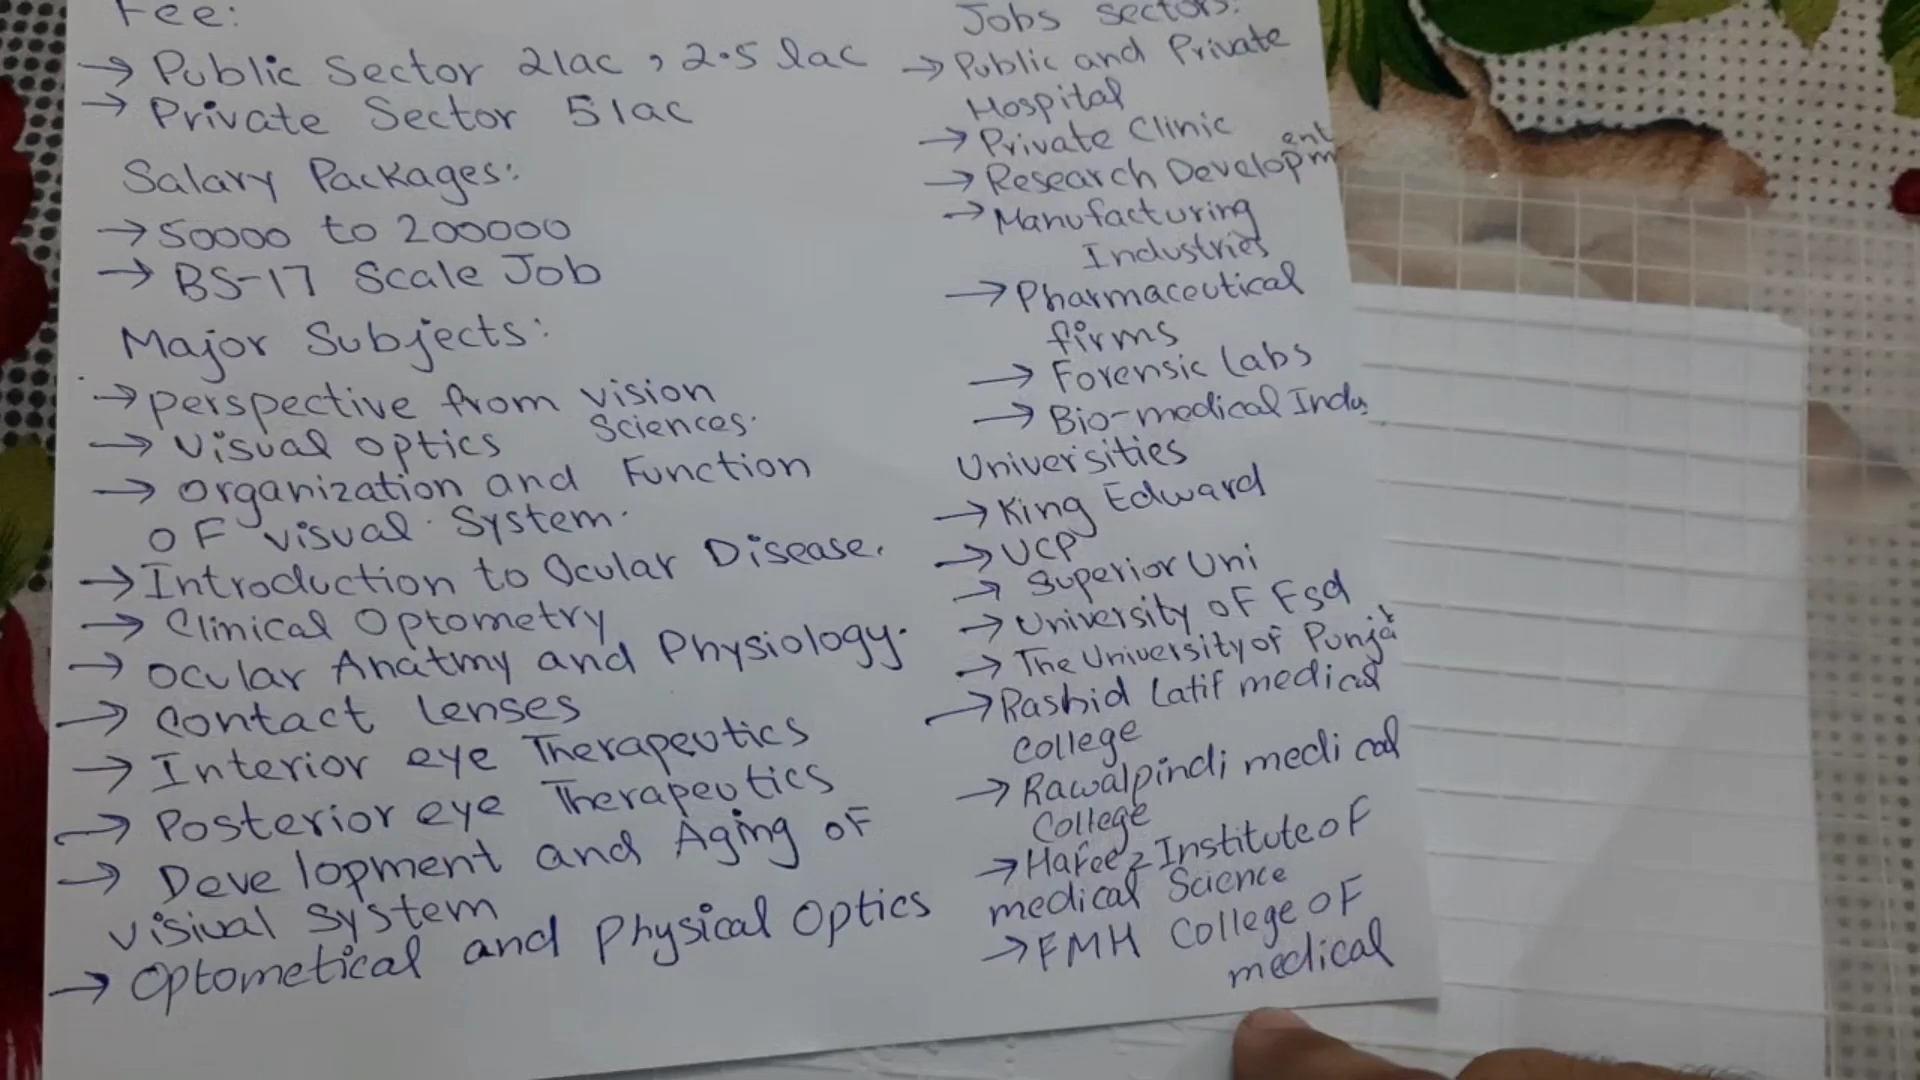 Fee:
→ Public Sector 2lac , 2.5 lac
→ Private Sector 5 lac
Salary Packages:
→ 50000 to 200000
→ BS-17 Scale Job
Major Subjects:
→ perspective from vision
Sciences.
→ Visual optics
→ organization and Function
OF visual System.
→ Introduction to Ocular Disease.
→ Clinical Optometry
→ Ocular Anatmy and Physiology.
→ Contact lenses
→ Interior eye Therapeutics
→ Posterior eye Therapeutics
→ Development and Aging of
Visiual System
→ Optometical and Physical Optics
Jobs Sectors:
→ Public and Private
Hospital
→ Private Clinic
→ Research Development
→ Manufacturing
Industries
→ Pharmaceutical
firms
→ Forensic Labs
→ Bio-medical Indu
Universities
→ King Edward
→ UCP
→ Superior Uni
→ University of Fsd
→ The University of Punja
→ Rashid Latif medical
College
→ Rawalpindi medical
College
→ Hafeez Institute of
medical Science
→ FMH College of
medical